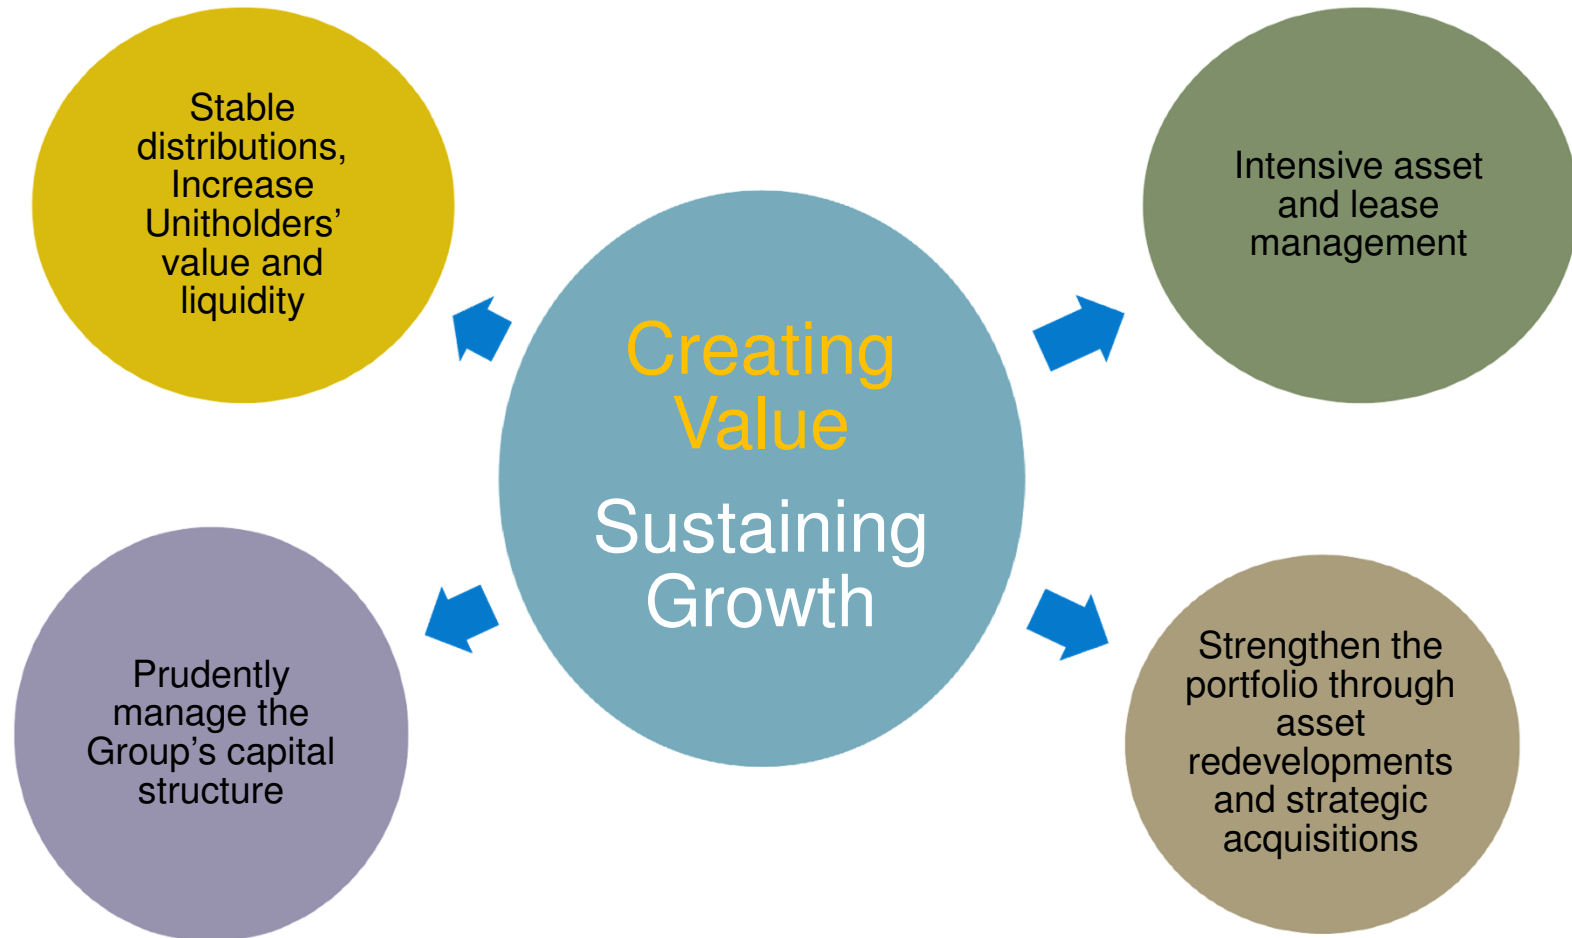 Stable
distributions,
Increase
Unitholders’
value and
liquidity
Intensive asset
and lease
management
Creating
Value
Sustaining
Growth
Prudently
manage the
Group’s capital
structure
Strengthen the
portfolio through
asset
redevelopments
and strategic
acquisitions